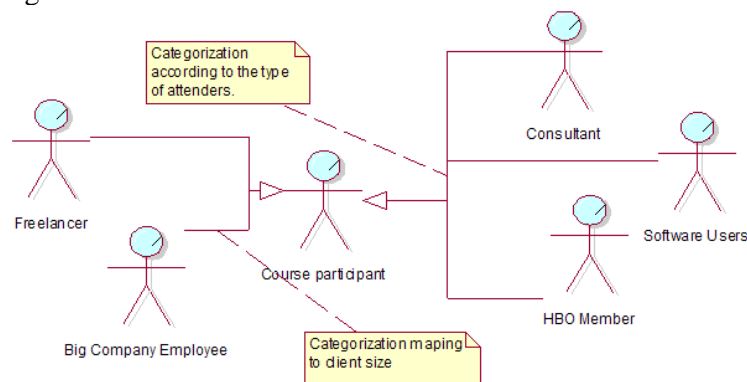 Categorization
according to the type
of attenders.
Consultant
Freelancer
Software Users
Course participant
HBO Member
Big Company Employee
Categorization maping
to client size